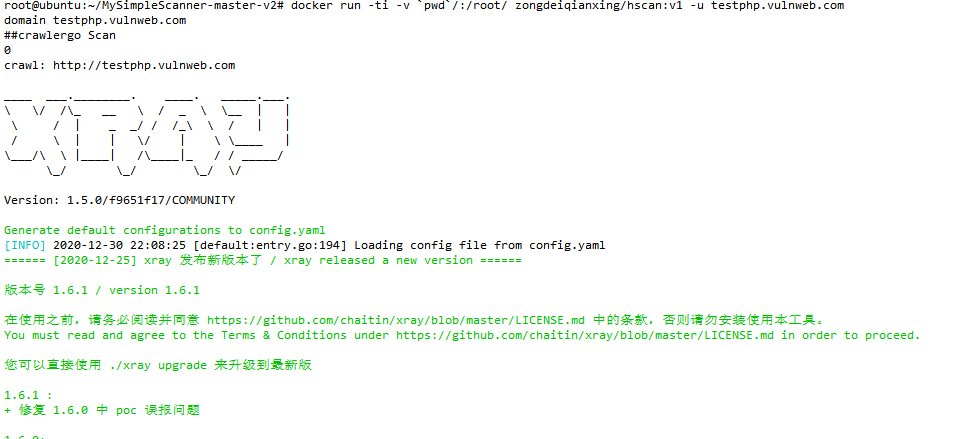 root@ubuntu:~/MySimpleScanner-master-v2# docker run -ti -v `pwd`/:/root/ zongdeiqianxing/hscan:v1 -u testphp.vulnweb.com
domain testphp.vulnweb.com
##crawlergo Scan
0
crawl: http://testphp.vulnweb.com
XRAY
Version: 1.5.0/f9651f17/COMMUNITY
Generate default configurations to config.yaml
[INFO] 2020-12-30 22:08:25 [default:entry.go:194] Loading config file from config.yaml
====== [2020-12-25] xray 发布新版本了 / xray released a new version ======
版本号 1.6.1 / version 1.6.1
在使用之前，请务必阅读并同意 https://github.com/chaitin/xray/blob/master/LICENSE.md 中的条款，否则请勿安装使用本工具。
You must read and agree to the Terms & Conditions under https://github.com/chaitin/xray/blob/master/LICENSE.md in order to proceed.
您可以直接使用 ./xray upgrade 来升级到最新版
1.6.1 :
+ 修复 1.6.0 中 poc 误报问题
1.6.0: